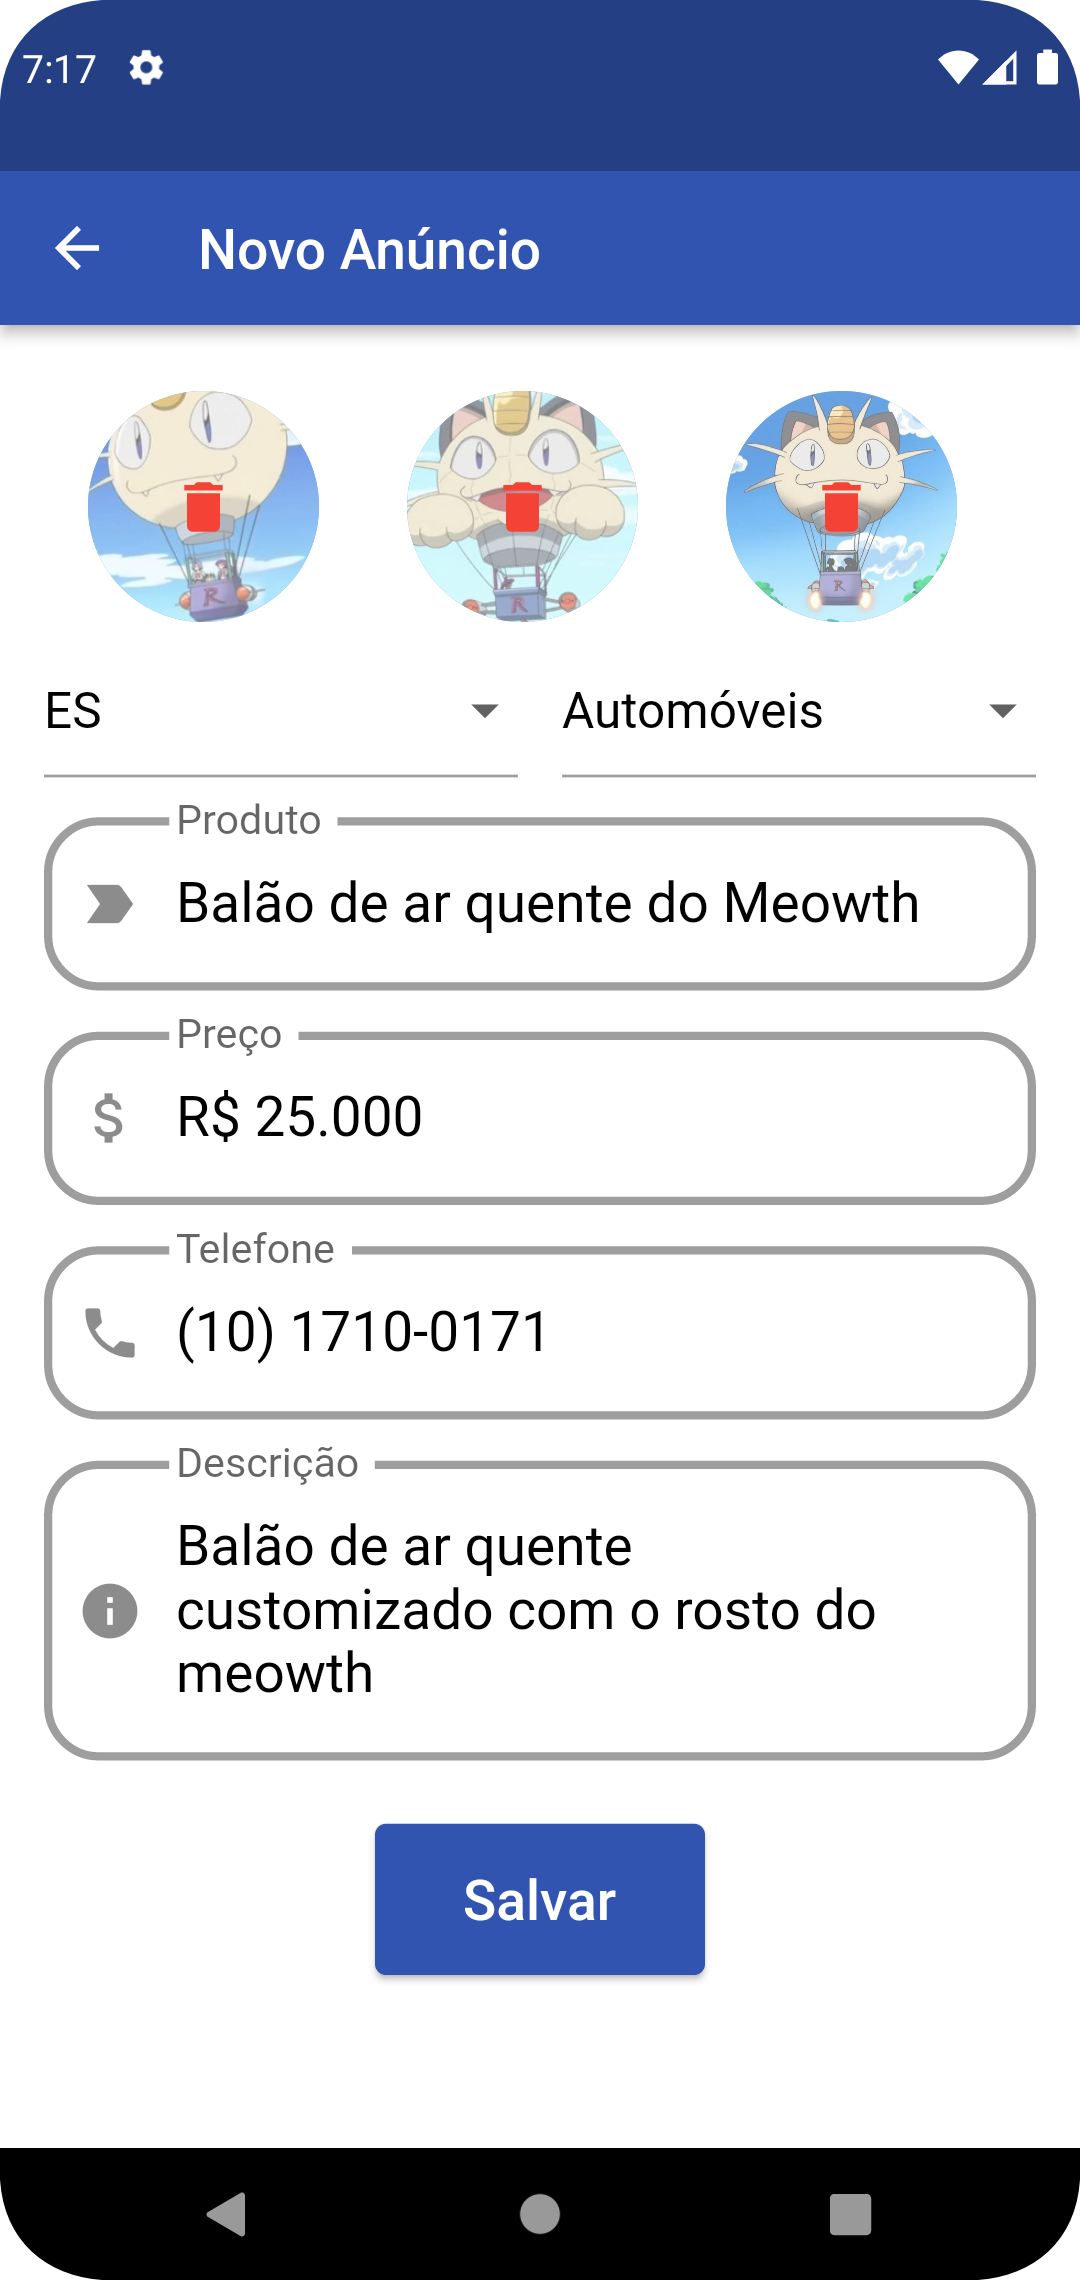 7:17
Novo Anúncio
R
R
R
ES
Automóveis
Produto
Balão de ar quente do Meowth
Preço
R$ 25.000
Telefone
(10) 1710-0171
Descrição
Balão de ar quente
customizado com o rosto do
meowth
Salvar